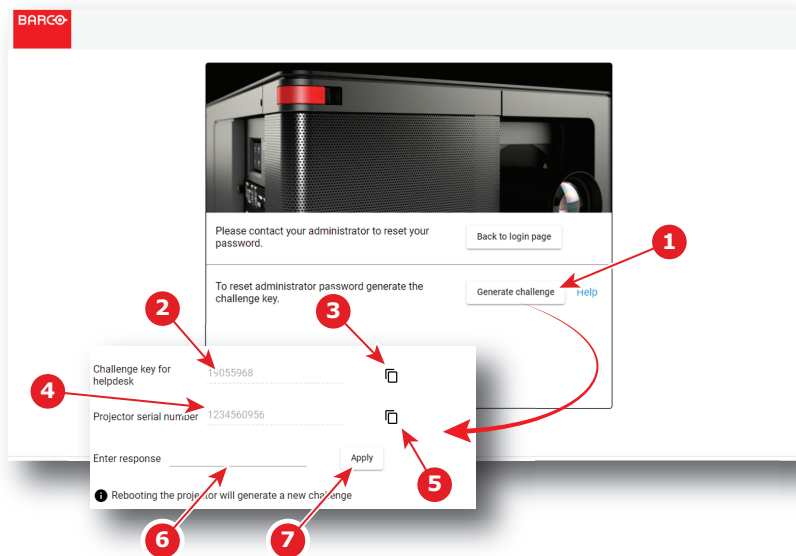 BARCO
Please contact your administrator to reset your
password.
Back to login page
1
To reset administrator password generate the
challenge key.
Generate challenge
Help
2
3
Challenge key for
helpdesk
19055968
4
Projector serial number
1234560956
Enter response
Apply
5
Rebooting the projector will generate a new challenge
6
7